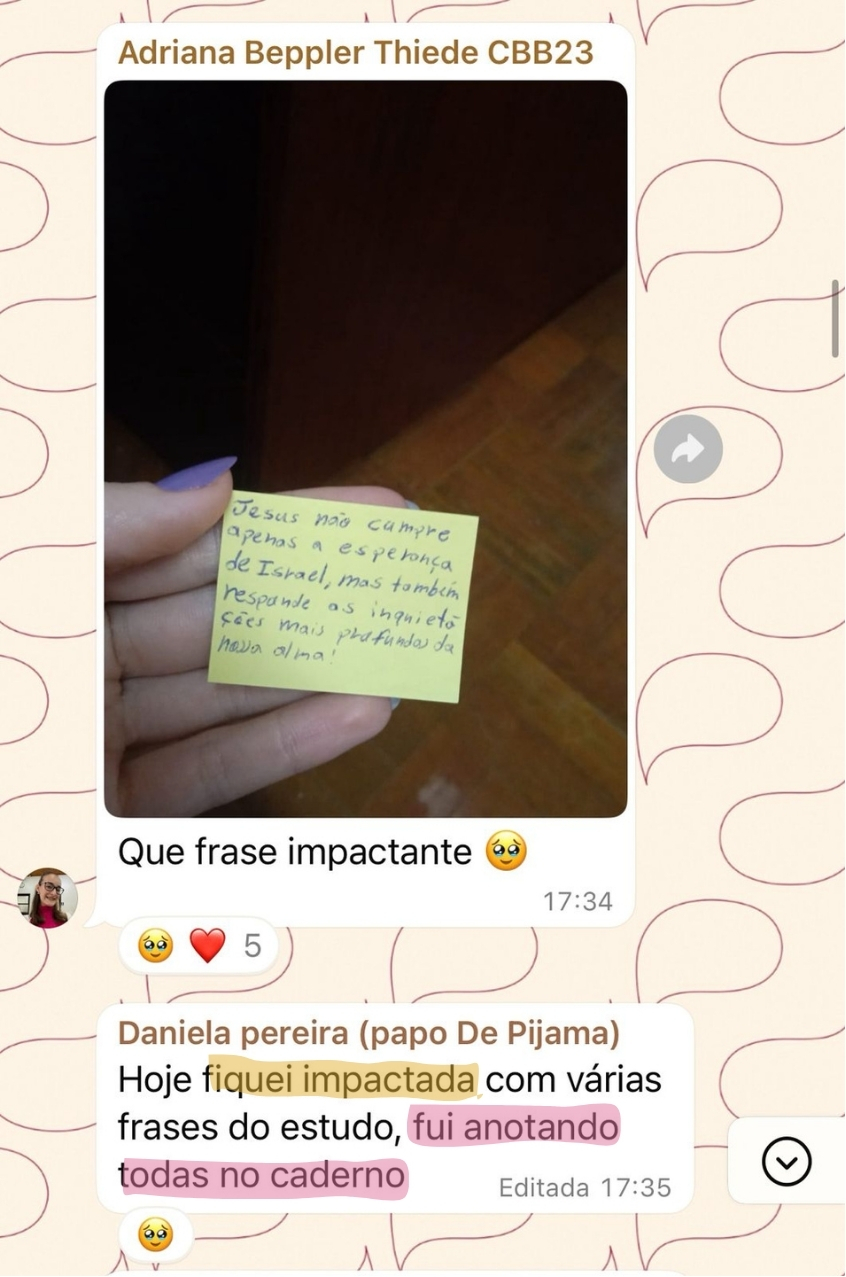 Adriana Beppler Thiede CBB23
Jesus não cumpre
apenas a esperança
de Israel, mas também
responde as inquieta
ções mais profundas da
nossa alma!
Que frase impactante 🥹
17:34
🥹 ❤️ 5
Daniela pereira (papo De Pijama)
Hoje fiquei impactada com várias
frases do estudo, fui anotando
todas no caderno
Editada 17:35
🥹